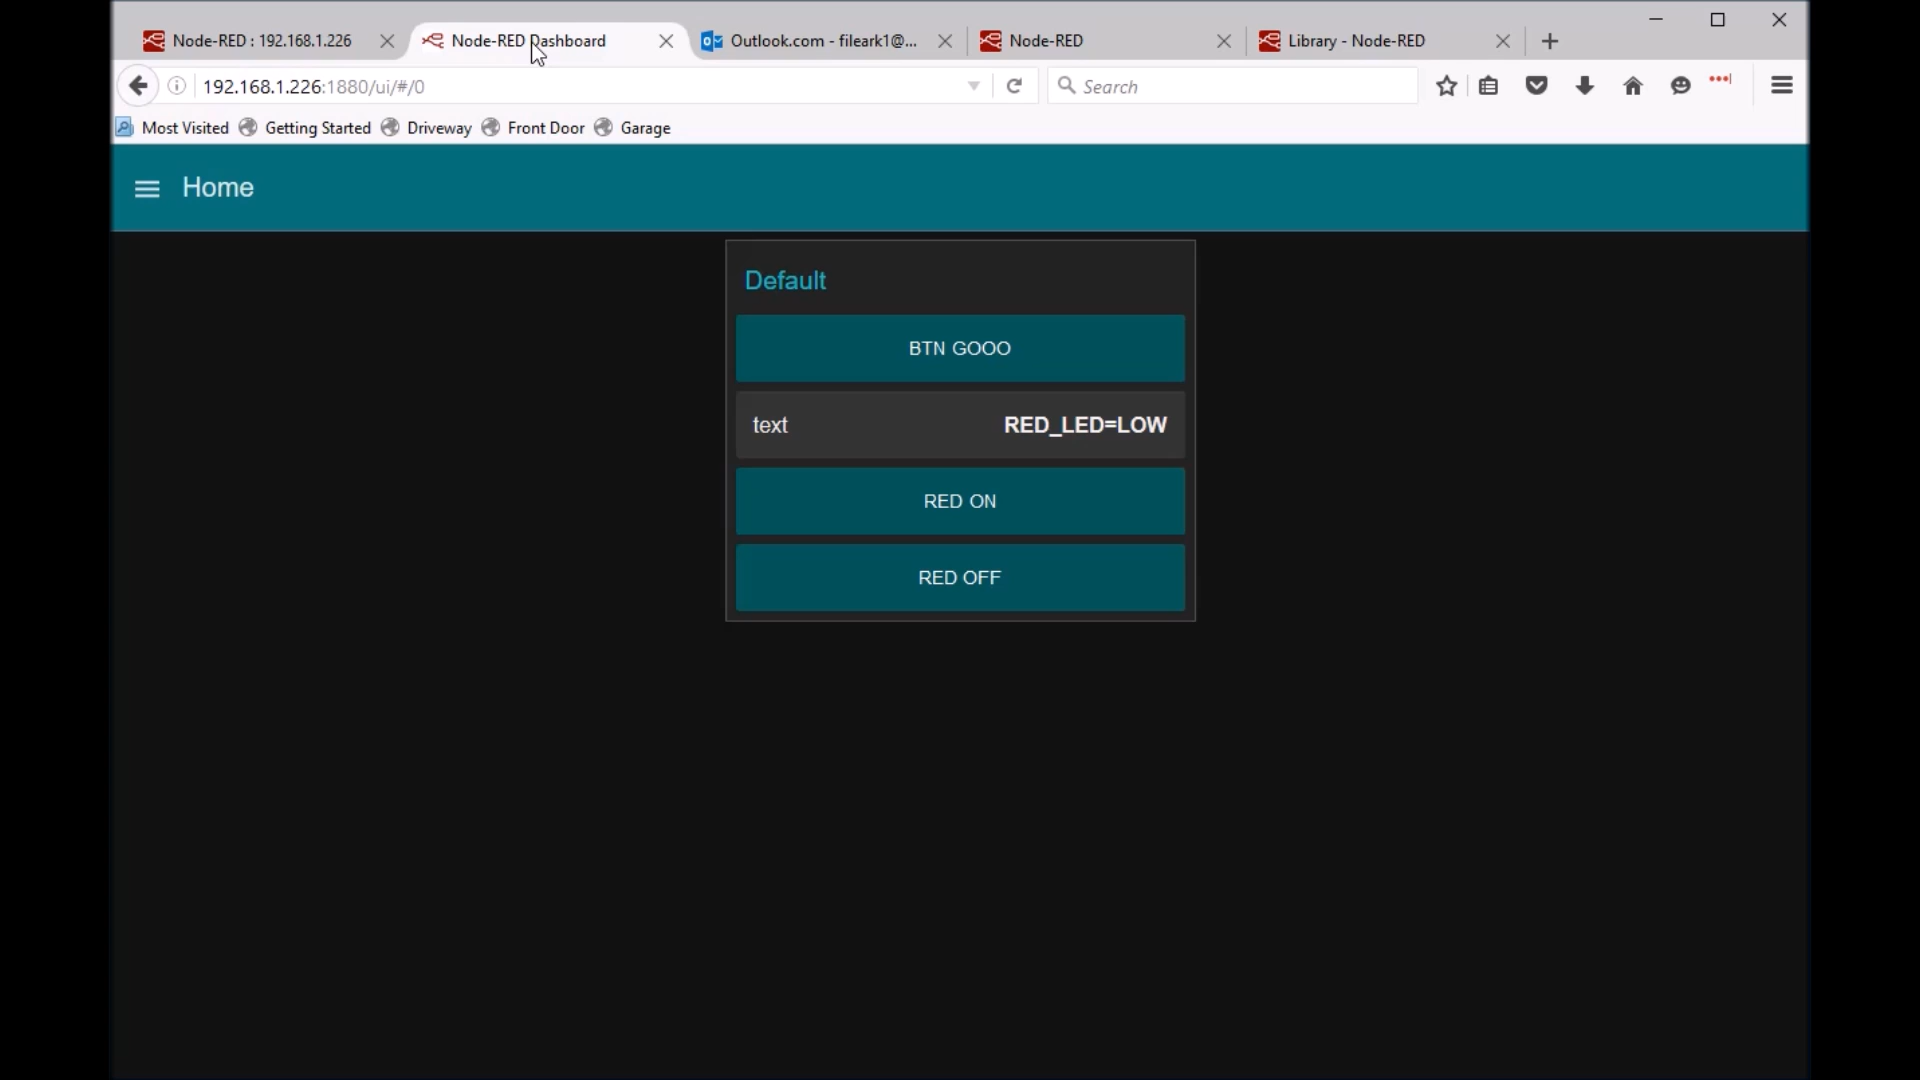 Node-RED : 192.168.1.226
Node-RED Dashboard
Outlook.com - fileark1@...
Node-RED
Library - Node-RED
192.168.1.226:1880/ui/#/0
Search
Most Visited
Getting Started
Driveway
Front Door
Garage
Home
Default
BTN GOOO
text
RED_LED=LOW
RED ON
RED OFF